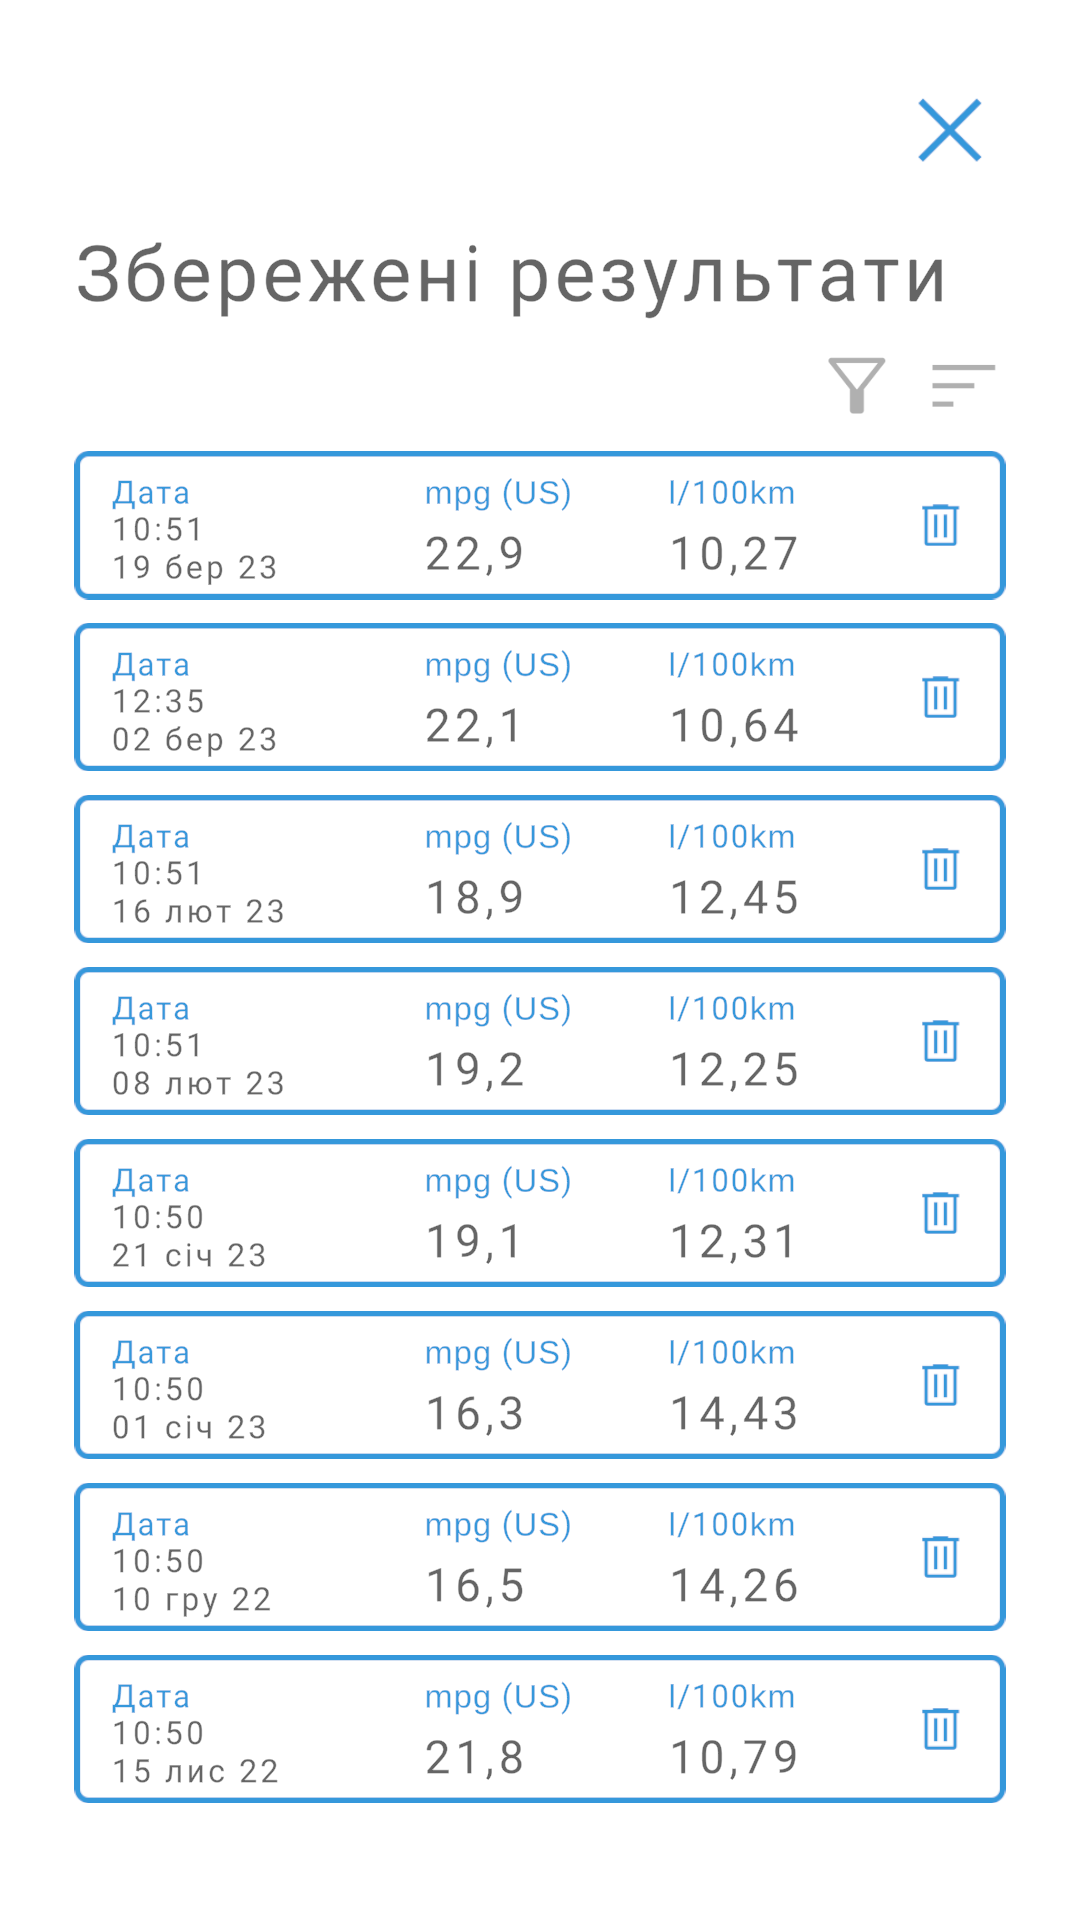 Збережені результати
Дата mpg (US) l/100km
10:51
22,9 10,27
19 бер 23
Дата mpg (US) l/100km
12:35
22,1 10,64
02 бер 23
Дата mpg (US) l/100km
10:51
18,9 12,45
16 лют 23
Дата mpg (US) l/100km
10:51
19,2 12,25
08 лют 23
Дата mpg (US) l/100km
10:50
19,1 12,31
21 січ 23
Дата mpg (US) l/100km
10:50
16,3 14,43
01 січ 23
Дата mpg (US) l/100km
10:50
16,5 14,26
10 гру 22
Дата mpg (US) l/100km
10:50
21,8 10,79
15 лис 22